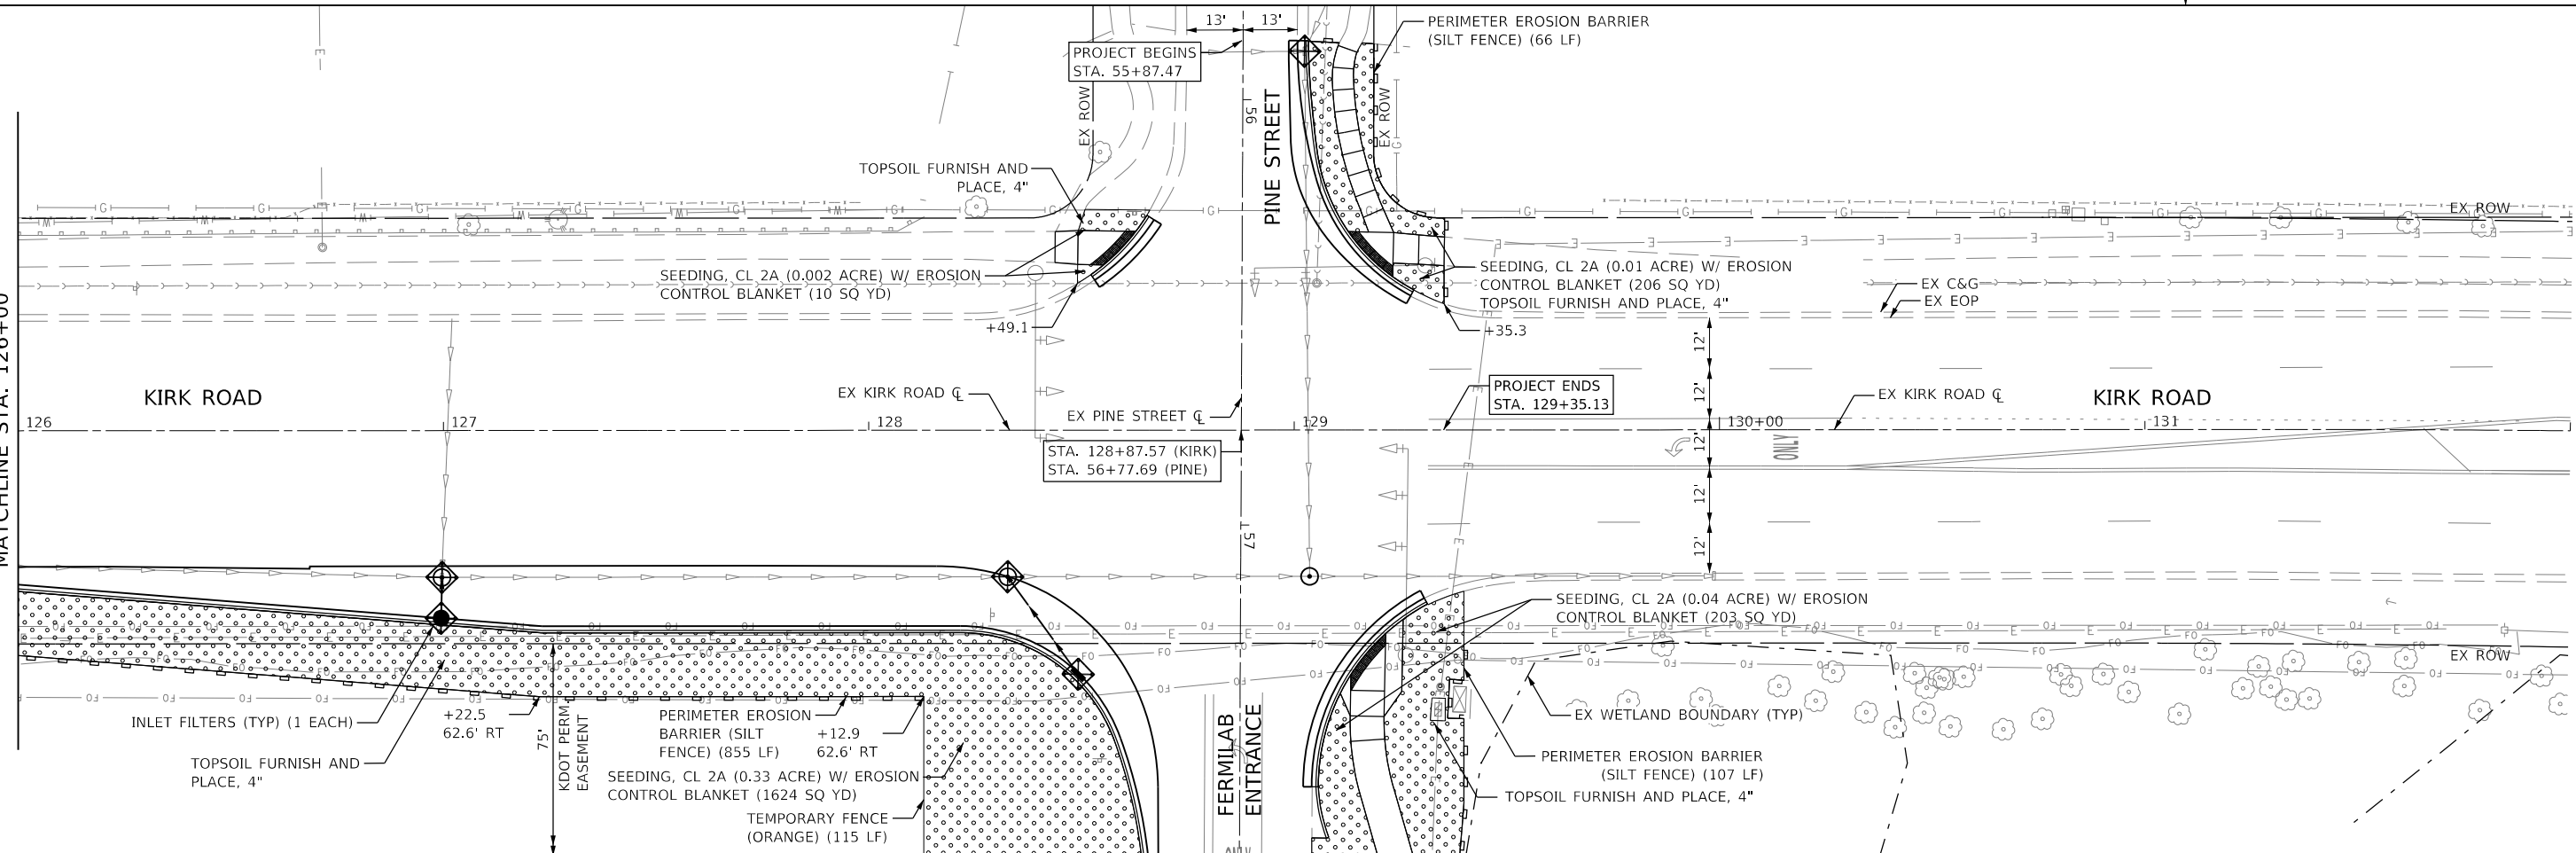 13'
13'
PERIMETER EROSION BARRIER
(SILT FENCE) (66 LF)
PROJECT BEGINS
STA. 55+87.47
EX ROW
56
PINE STREET
EX ROW
TOPSOIL FURNISH AND
PLACE, 4"
EX ROW
SEEDING, CL 2A (0.002 ACRE) W/ EROSION
CONTROL BLANKET (10 SQ YD)
SEEDING, CL 2A (0.01 ACRE) W/ EROSION
CONTROL BLANKET (206 SQ YD)
TOPSOIL FURNISH AND PLACE, 4"
EX C&G
EX EOP
+49.1
+35.3
MATCHLINE STA. 126+00
12'
12'
12'
12'
12'
KIRK ROAD
EX KIRK ROAD ℄
EX PINE STREET ℄
PROJECT ENDS
STA. 129+35.13
EX KIRK ROAD ℄
KIRK ROAD
126
127
128
129
130+00
131
STA. 128+87.57 (KIRK)
STA. 56+77.69 (PINE)
ONLY
57
SEEDING, CL 2A (0.04 ACRE) W/ EROSION
CONTROL BLANKET (203 SQ YD)
EX ROW
INLET FILTERS (TYP) (1 EACH)
+22.5
62.6' RT
75'
KDOT PERM.
EASEMENT
PERIMETER EROSION
BARRIER (SILT
FENCE) (855 LF)
+12.9
62.6' RT
FERMILAB
ENTRANCE
EX WETLAND BOUNDARY (TYP)
TOPSOIL FURNISH AND
PLACE, 4"
SEEDING, CL 2A (0.33 ACRE) W/ EROSION
CONTROL BLANKET (1624 SQ YD)
PERIMETER EROSION BARRIER
(SILT FENCE) (107 LF)
TOPSOIL FURNISH AND PLACE, 4"
TEMPORARY FENCE
(ORANGE) (115 LF)